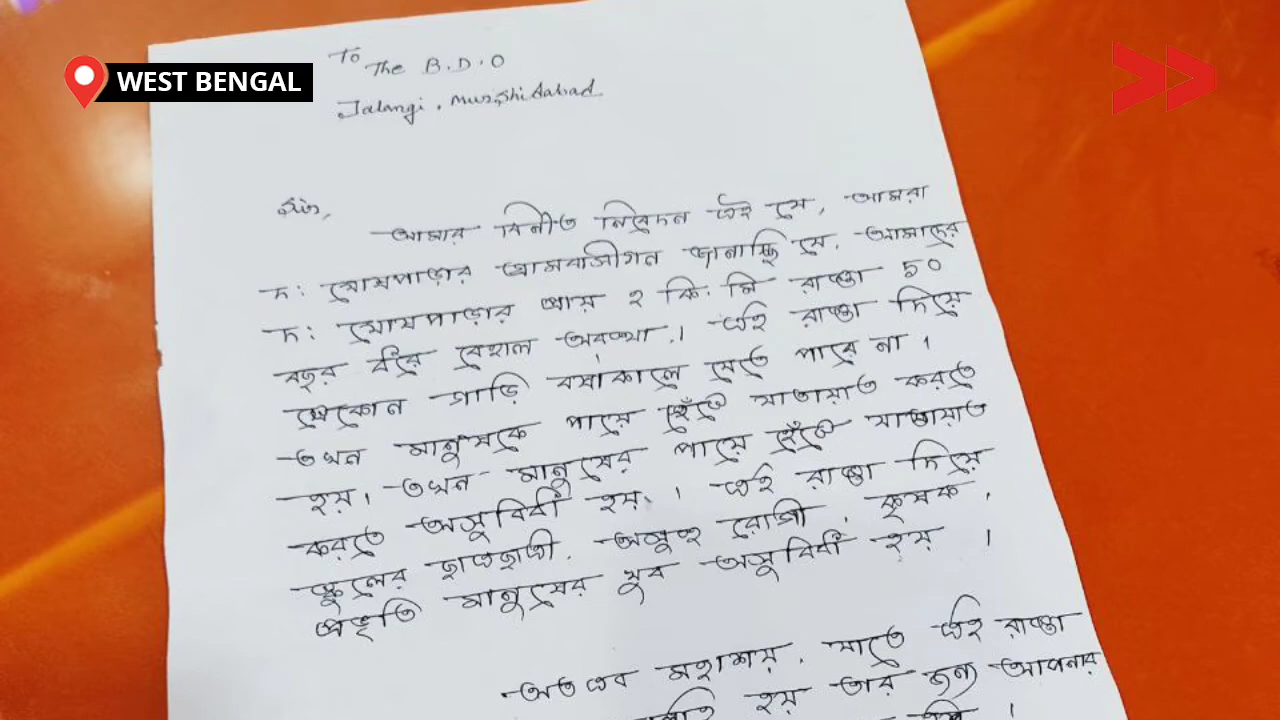 WEST BENGAL
To
The B.D.O
Jalangi, Murshidabad
Sir,
আমার বিনীত নিবেদন এই যে, আমরা
দ: ঘোষপাড়ার গ্রামবাসীগন জানাচ্ছি যে, আমাদের
দ: ঘোষপাড়ার প্রায় ২ কি. মি রাস্তা ৫০
বছর ধরে বেহাল অবস্থা।। এই রাস্তা দিয়ে
যেকোন গাড়ি বর্ষাকালে যেতে পারে না।
তখন মানুষকে পায়ে হেঁটে যাতায়াত করতে
হয়। তখন মানুষের পায়ে হেঁটে যাতায়াত
করতে অসুবিধা হয়। এই রাস্তা দিয়ে
স্কুলের ছাত্রছাত্রী, অসুস্থ রোগী, কৃষক,
প্রভৃতি মানুষের খুব অসুবিধা হয় ।
অতএব মহাশয়, যাতে এই রাস্তা
হয় তার জন্য আপনার